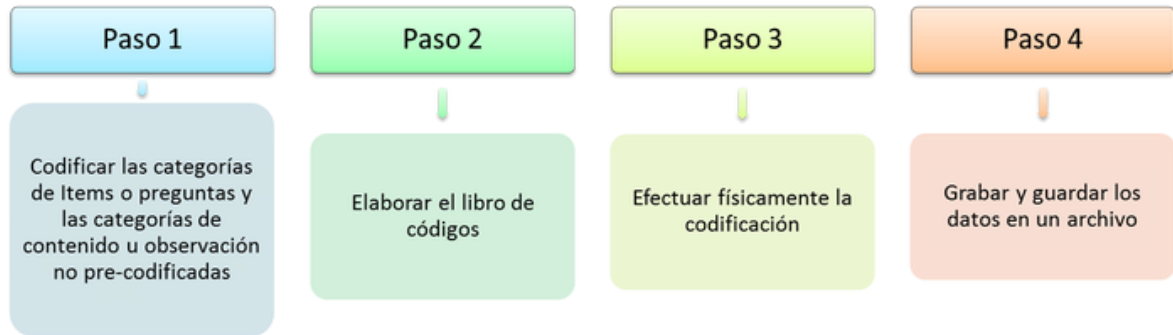 Paso 1
Codificar las categorías
de Items o preguntas y
las categorías de
contenido u observación
no pre-codificadas
Paso 2
Elaborar el libro de
códigos
Paso 3
Efectuar físicamente la
codificación
Paso 4
Grabar y guardar los
datos en un archivo